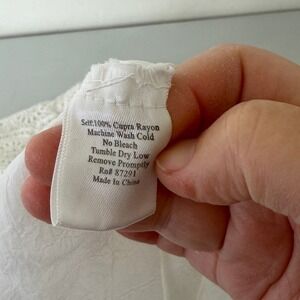 Self:100% Cupra Rayon
Machine Wash Cold
No Bleach
Tumble Dry Low
Remove Promptly
Rn# 87291
Made In China